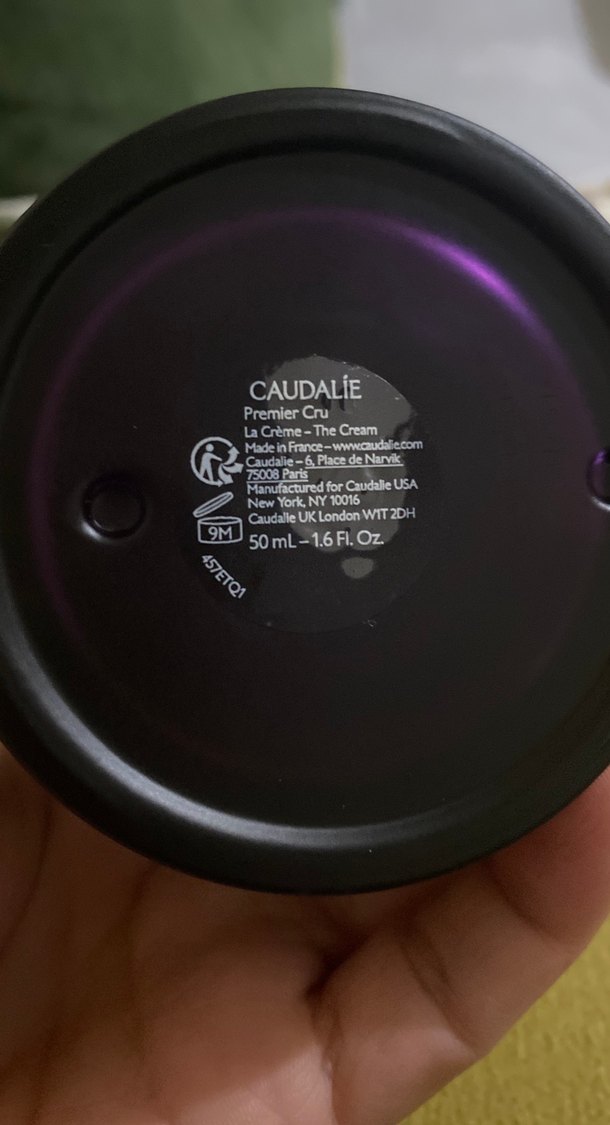 CAUDALÍE
Premier Cru
La Crème – The Cream
Made in France – www.caudalie.com
Caudalie – 6, Place de Narvik
75008 Paris
Manufactured for Caudalie USA
New York, NY 10016
Caudalie UK London W1T 2DH
9M
50 mL – 1.6 Fl. Oz.
457ETQ1